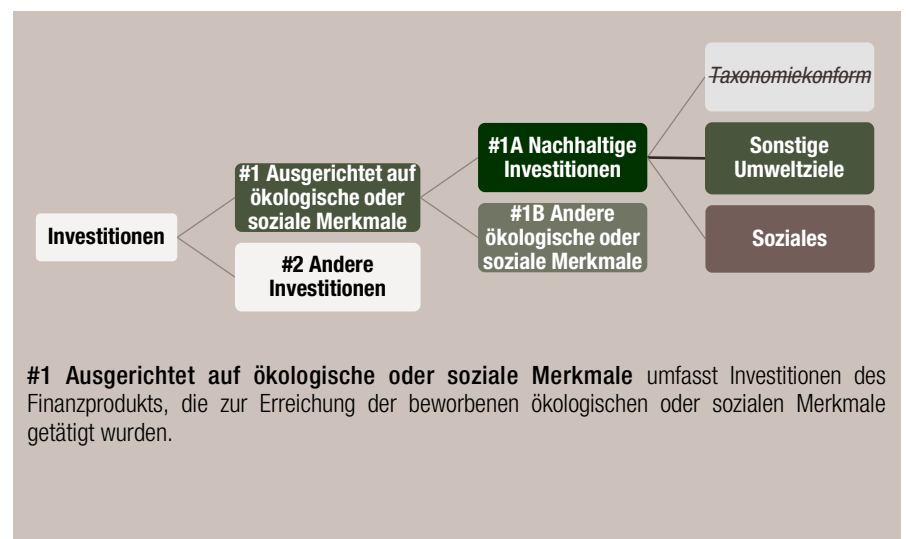 Investitionen
#1 Ausgerichtet auf
ökologische oder
soziale Merkmale
#2 Andere
Investitionen
#1A Nachhaltige
Investitionen
#1B Andere
ökologische oder
soziale Merkmale
Taxonomiekonform
Sonstige
Umweltziele
Soziales
#1 Ausgerichtet auf ökologische oder soziale Merkmale umfasst Investitionen des
Finanzprodukts, die zur Erreichung der beworbenen ökologischen oder sozialen Merkmale
getätigt wurden.